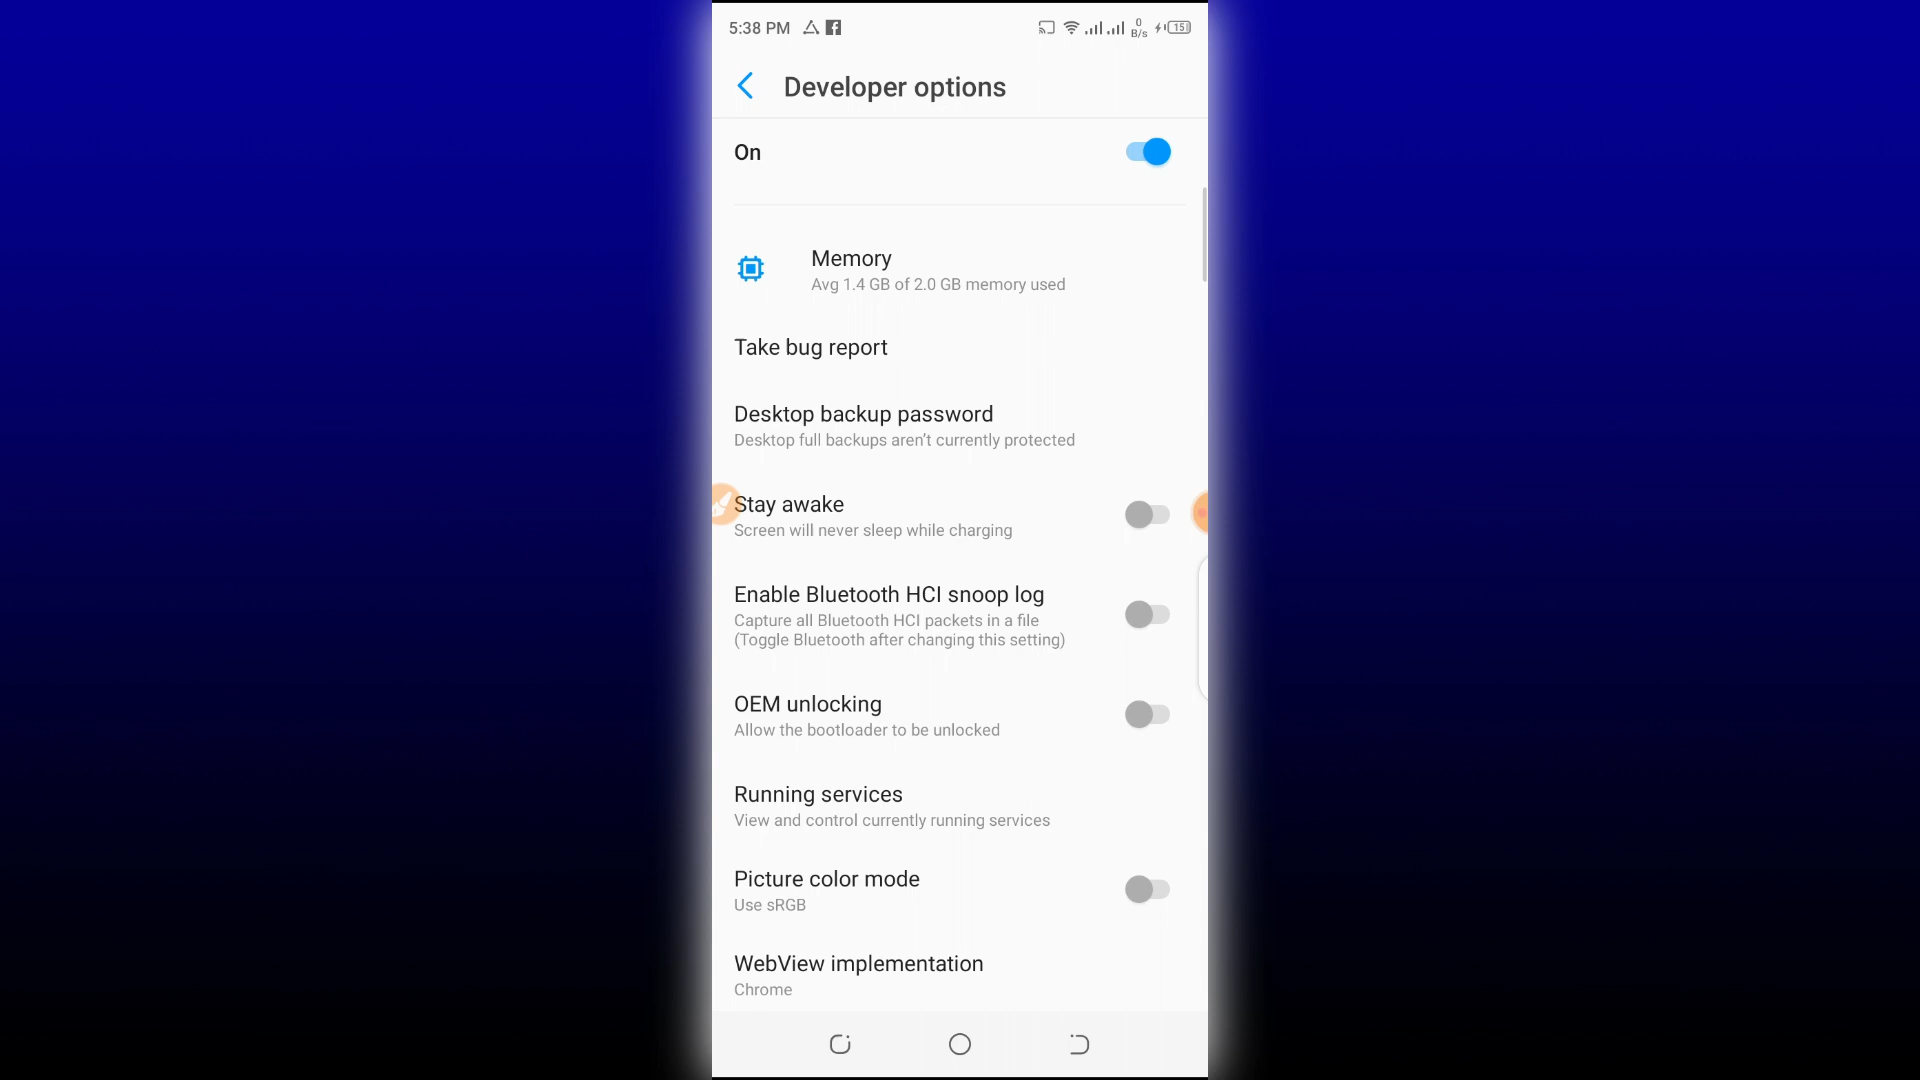 5:38 PM
0
B/s
15
Developer options
On
Memory
Avg 1.4 GB of 2.0 GB memory used
Take bug report
Desktop backup password
Desktop full backups aren't currently protected
Stay awake
Screen will never sleep while charging
Enable Bluetooth HCI snoop log
Capture all Bluetooth HCI packets in a file
(Toggle Bluetooth after changing this setting)
OEM unlocking
Allow the bootloader to be unlocked
Running services
View and control currently running services
Picture color mode
Use sRGB
WebView implementation
Chrome